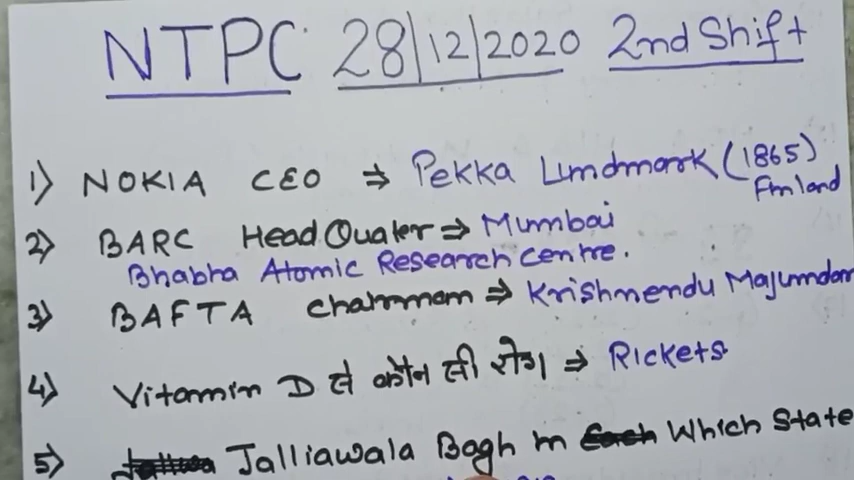 NTPC 28/12/2020 2nd Shift
1) NOKIA CEO ⇒ Pekka Lindmark (1865)
Finland
2) BARC Head Quater ⇒ Mumbai
Bhabha Atomic Research Centre.
3) BAFTA Chairman ⇒ Krishnendu Majumdar
4) Vitamin D से कौन सी रोग ⇒ Rickets
5) Jalliawala Bagh in Which State